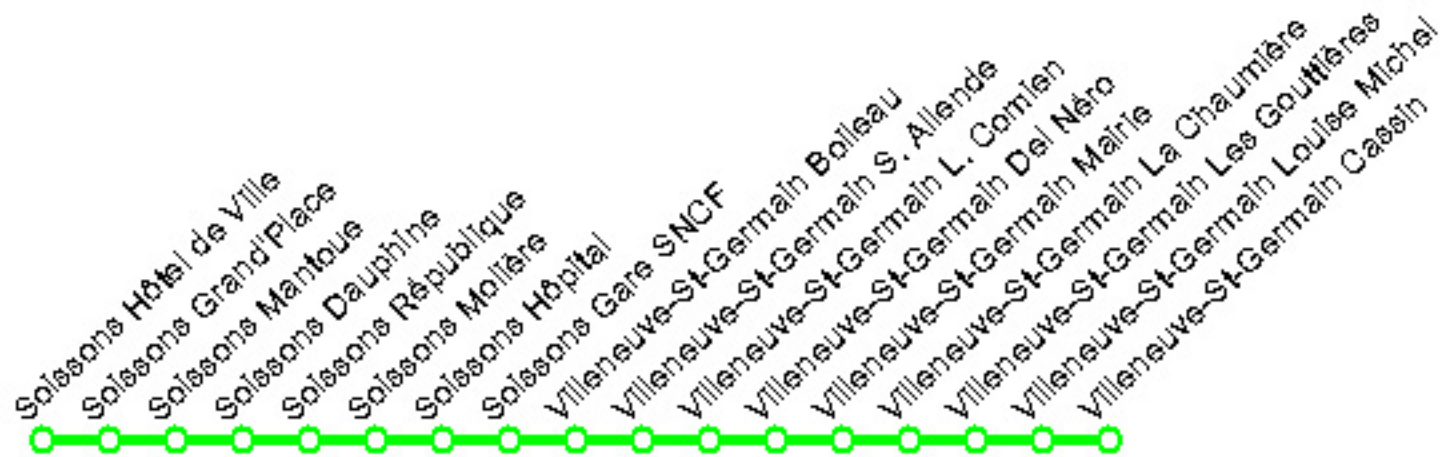 Soissons Hôtel de Ville
Soissons Grand'Place
Soissons Mantoue
Soissons Dauphine
Soissons République
Soissons Molière
Soissons Hôpital
Soissons Gare SNCF
Villeneuve-St-Germain Boileau
Villeneuve-St-Germain S. Allende
Villeneuve-St-Germain L. Comien
Villeneuve-St-Germain Del Néro
Villeneuve-St-Germain Mairie
Villeneuve-St-Germain La Chaumière
Villeneuve-St-Germain Les Gouttières
Villeneuve-St-Germain Louise Michel
Villeneuve-St-Germain Cassin